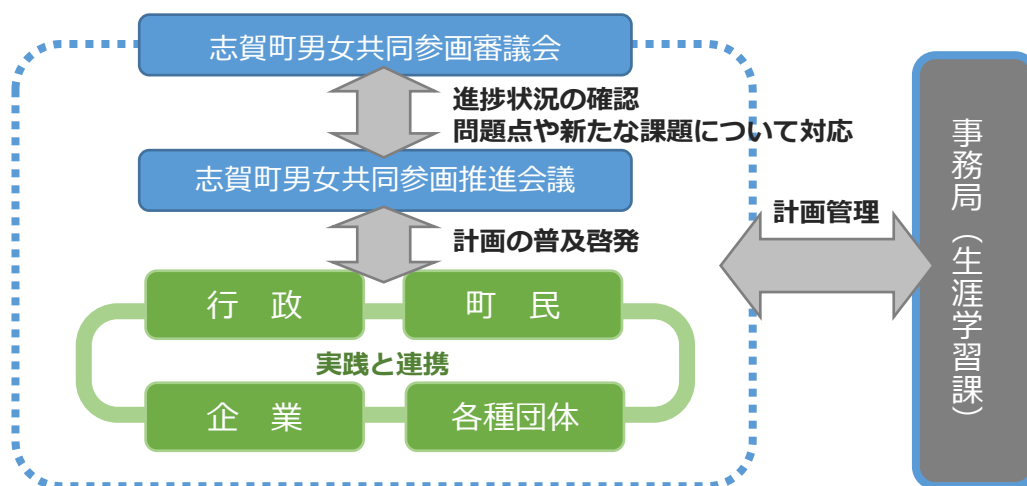 志賀町男女共同参画審議会
進捗状況の確認
問題点や新たな課題について対応
志賀町男女共同参画推進会議
計画の普及啓発
行　政
町　民
実践と連携
企　業
各種団体
計画管理
事務局（生涯学習課）